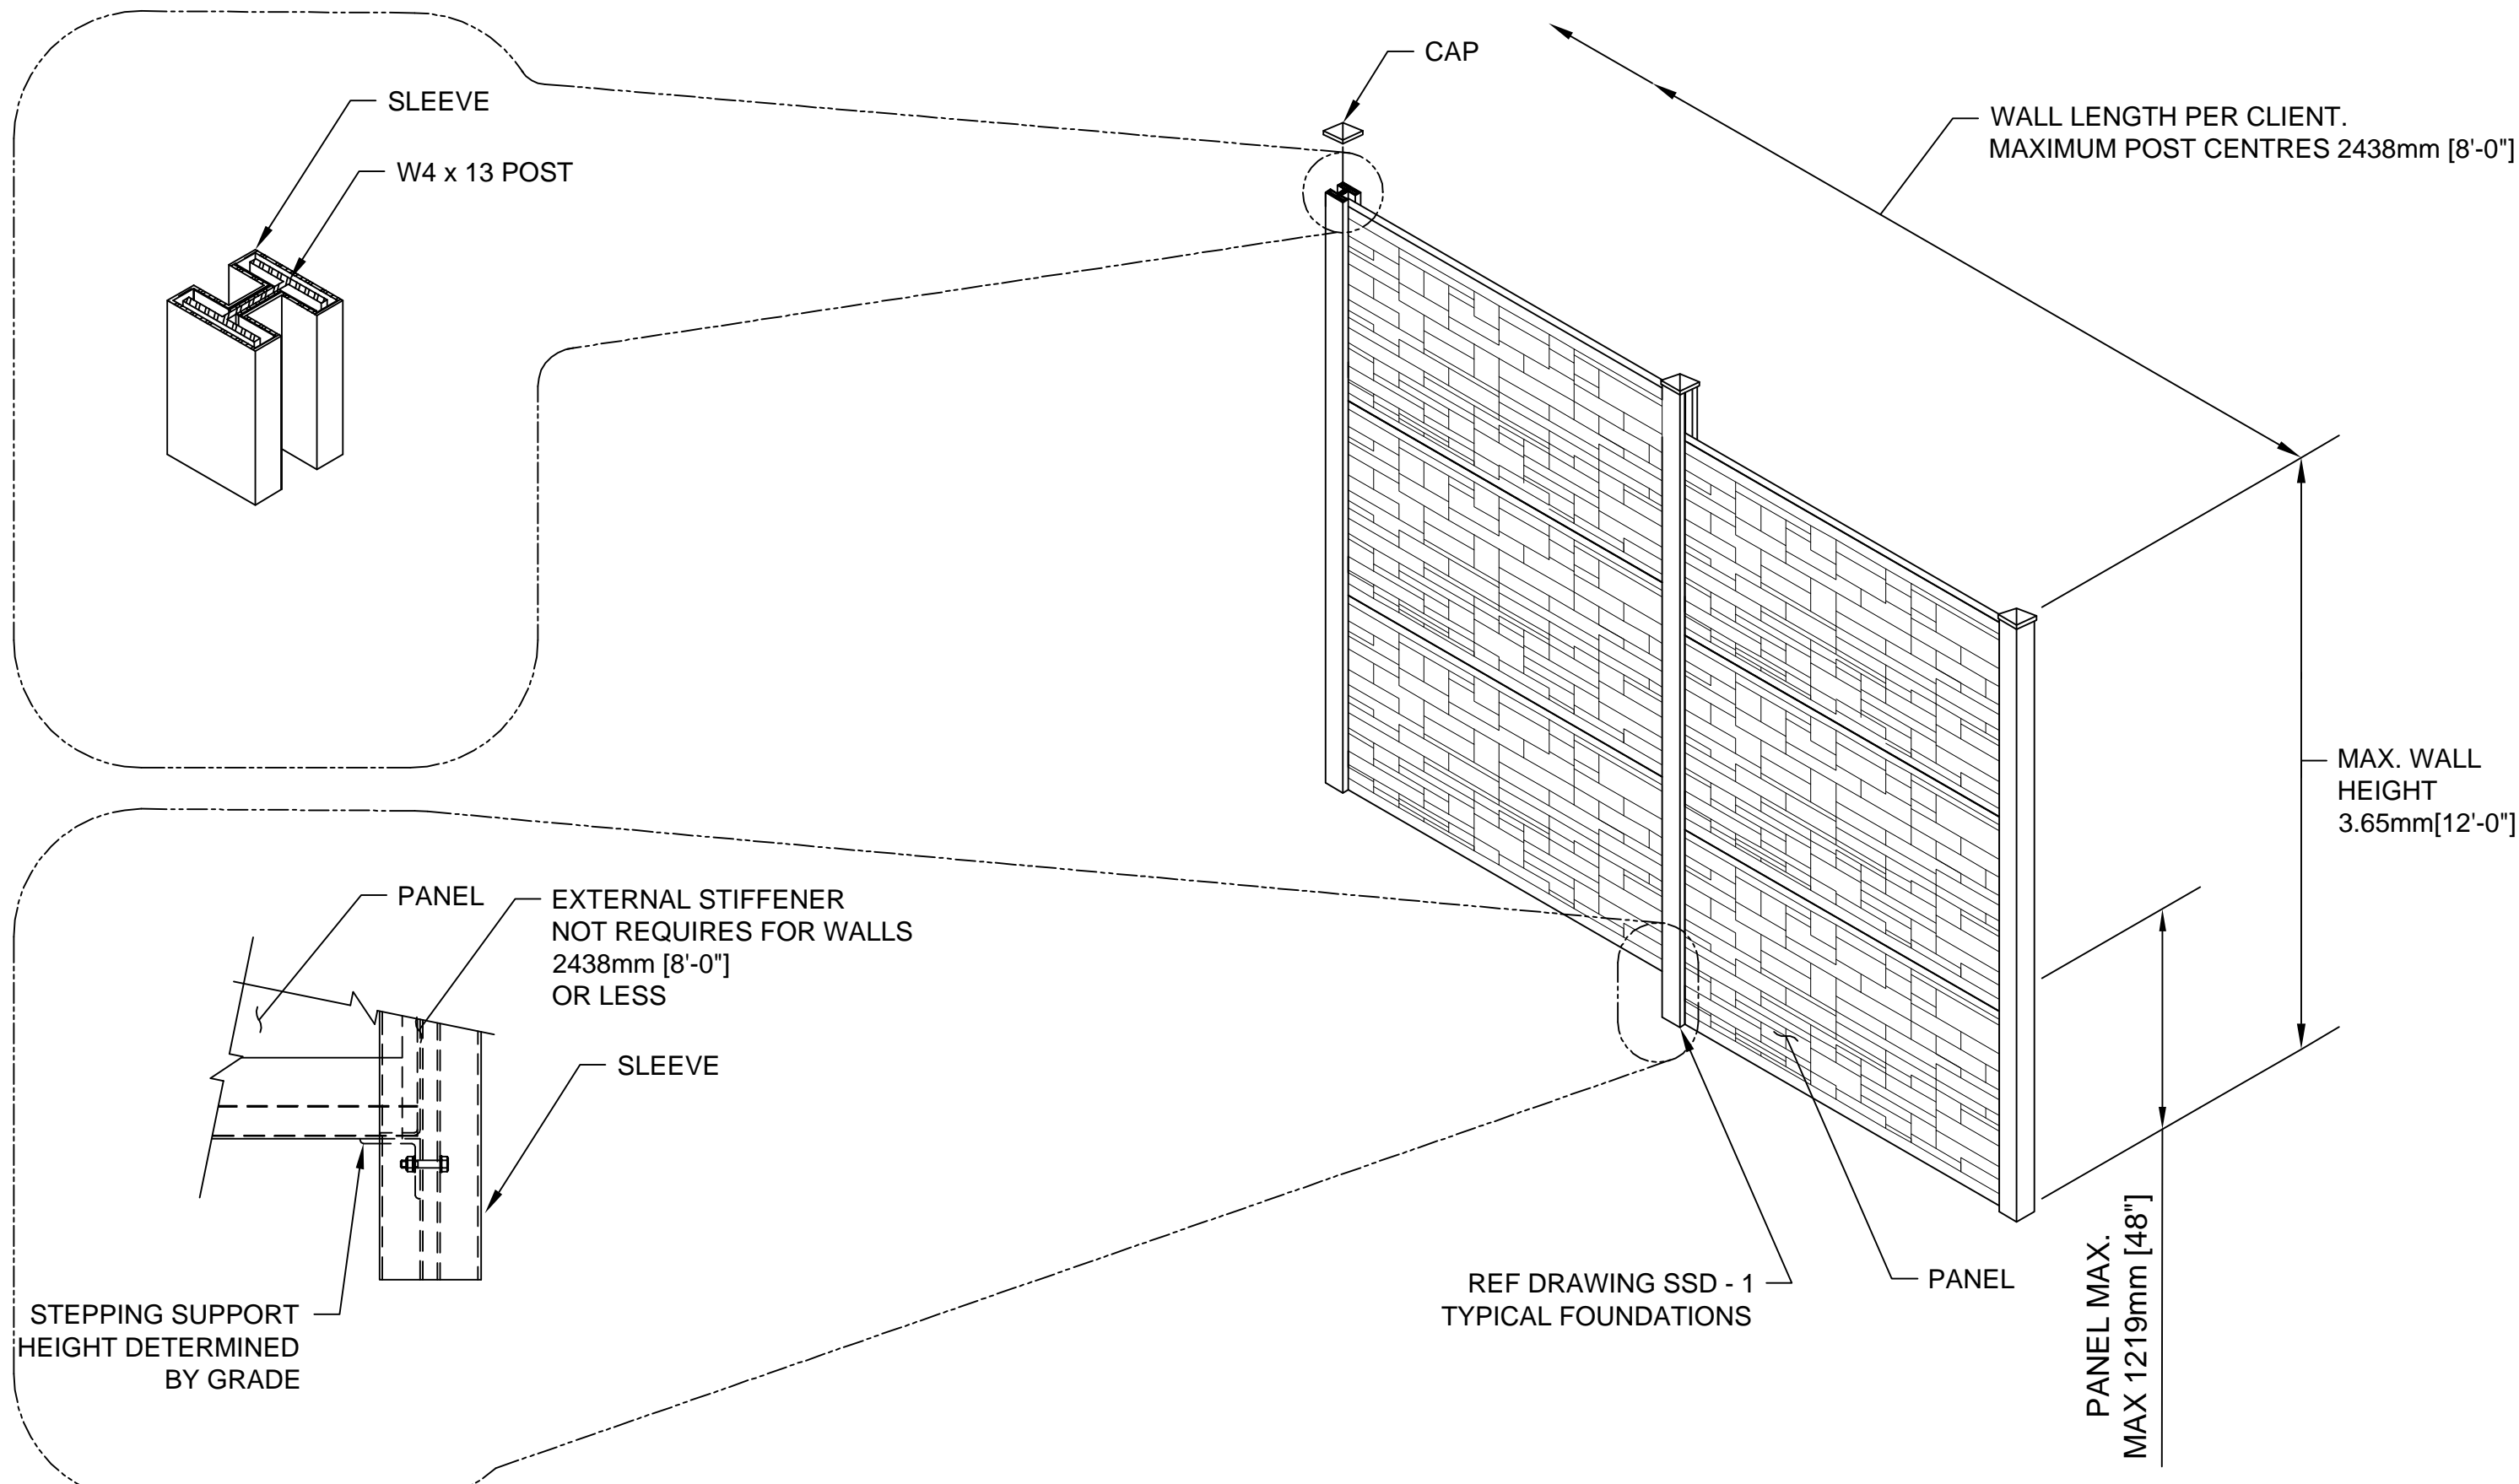 CAP
SLEEVE
W4 x 13 POST
WALL LENGTH PER CLIENT.
MAXIMUM POST CENTRES 2438mm [8'-0"]
MAX. WALL
HEIGHT
3.65mm[12'-0"]
PANEL
EXTERNAL STIFFENER
NOT REQUIRES FOR WALLS
2438mm [8'-0"]
OR LESS
SLEEVE
STEPPING SUPPORT
HEIGHT DETERMINED
BY GRADE
REF DRAWING SSD - 1
TYPICAL FOUNDATIONS
PANEL
PANEL MAX.
MAX 1219mm [48"]